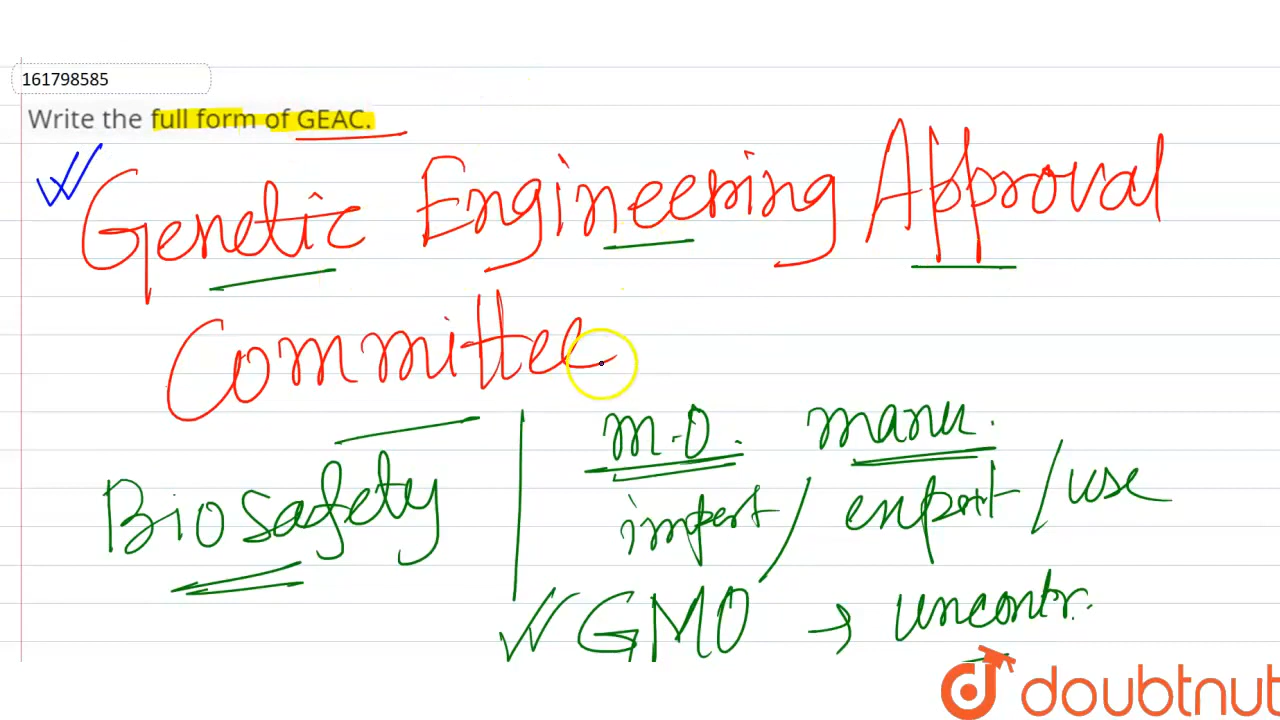 161798585
Write the full form of GEAC.
Genetic Engineering Approval
Committee
Biosafety
M.D. manu.
import / export / use
GMO → uncontr.
doubtnut